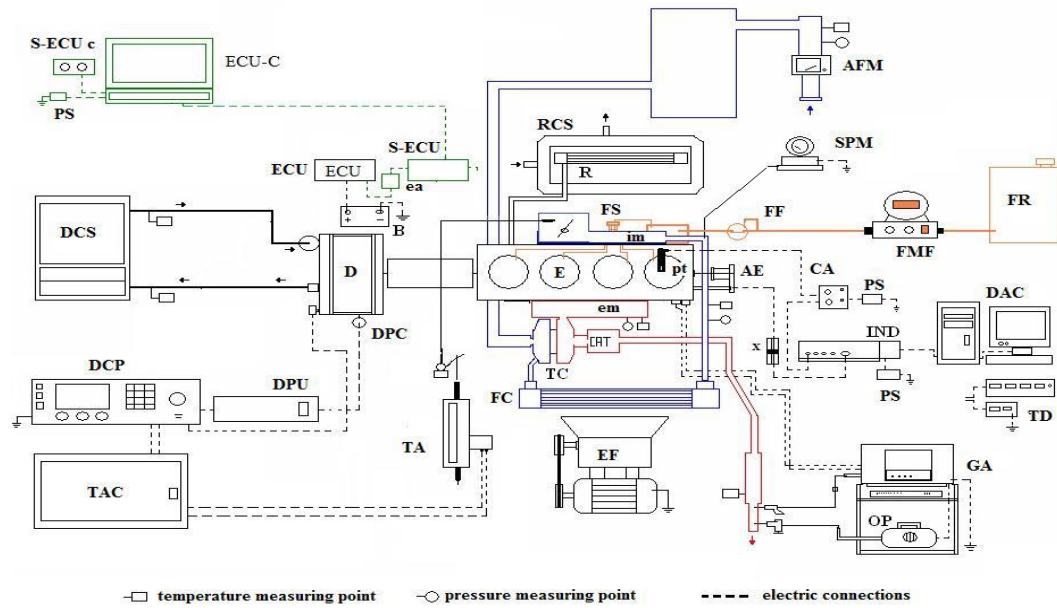 S-ECU c
ECU-C
PS
AFM
RCS
R
SPM
S-ECU
ECU
ECU
ea
B
FS
FF
FR
im
FMF
DCS
D
E
pt
AE
CA
PS
DAC
em
IND
DPC
CAT
x
TC
PS
DCP
DPU
FC
TD
TA
EF
GA
TAC
OP
temperature measuring point
pressure measuring point
electric connections